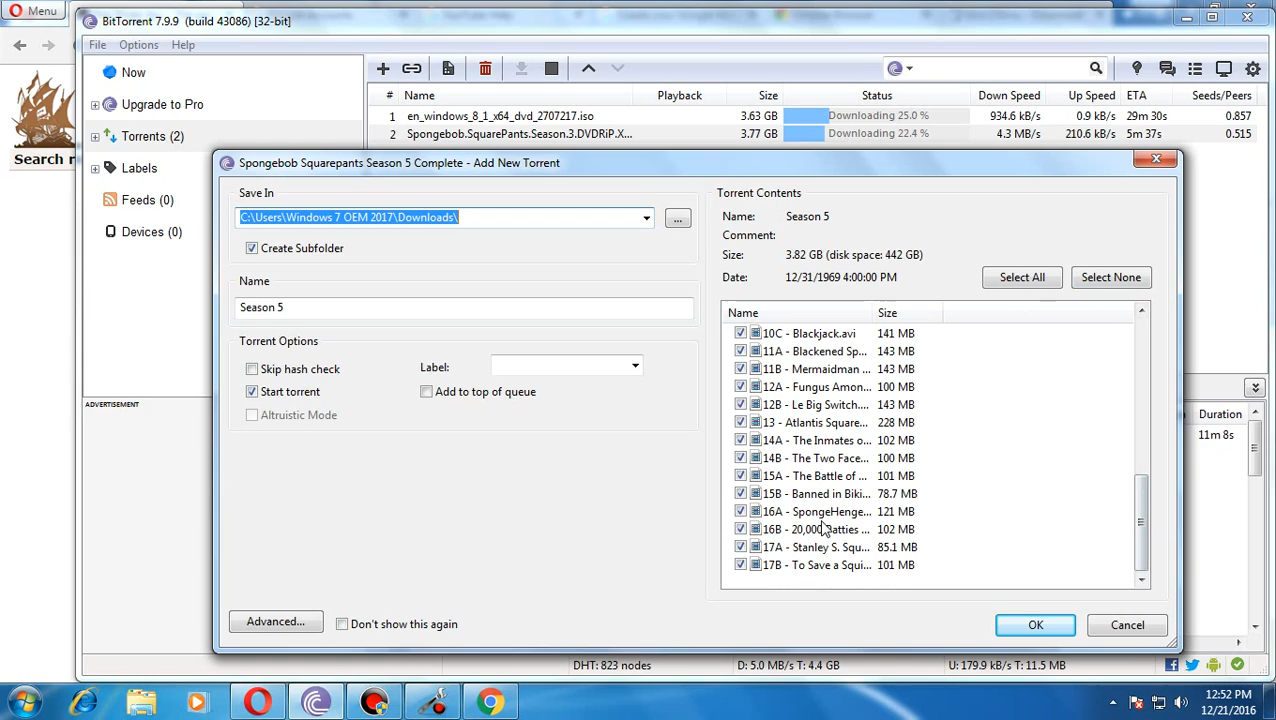 Menu
BitTorrent 7.9.9 (build 43086) [32-bit]
File Options Help
Now
Upgrade to Pro
Torrents (2)
Labels
Feeds (0)
Devices (0)
Search
ADVERTISEMENT
# Name Playback Size Status Down Speed Up Speed ETA Seeds/Peers
1 en_windows_8_1_x64_dvd_2707217.iso 3.63 GB Downloading 25.0 % 934.6 kB/s 0.9 kB/s 29m 30s 0.857
2 Spongebob.SquarePants.Season.3.DVDRiP.X... 3.77 GB Downloading 22.4 % 4.3 MB/s 210.6 kB/s 5m 37s 0.515
Spongebob Squarepants Season 5 Complete - Add New Torrent
Save In
C:\Users\Windows 7 OEM 2017\Downloads\
...
Create Subfolder
Name
Season 5
Torrent Options
Skip hash check
Label:
Start torrent
Add to top of queue
Altruistic Mode
Advanced...
Don't show this again
Torrent Contents
Name: Season 5
Comment:
Size: 3.82 GB (disk space: 442 GB)
Date: 12/31/1969 4:00:00 PM
Select All
Select None
Name Size
10C - Blackjack.avi 141 MB
11A - Blackened Sp... 143 MB
11B - Mermaidman ... 143 MB
12A - Fungus Amon... 100 MB
12B - Le Big Switch.... 143 MB
13 - Atlantis Square... 228 MB
14A - The Inmates o... 102 MB
14B - The Two Face... 100 MB
15A - The Battle of ... 101 MB
15B - Banned in Biki... 78.7 MB
16A - SpongeHenge... 121 MB
16B - 20,000 Patties ... 102 MB
17A - Stanley S. Squ... 85.1 MB
17B - To Save a Squi... 101 MB
OK
Cancel
Duration
11m 8s
DHT: 823 nodes D: 5.0 MB/s T: 4.4 GB U: 179.9 kB/s T: 11.5 MB
12:52 PM
12/21/2016